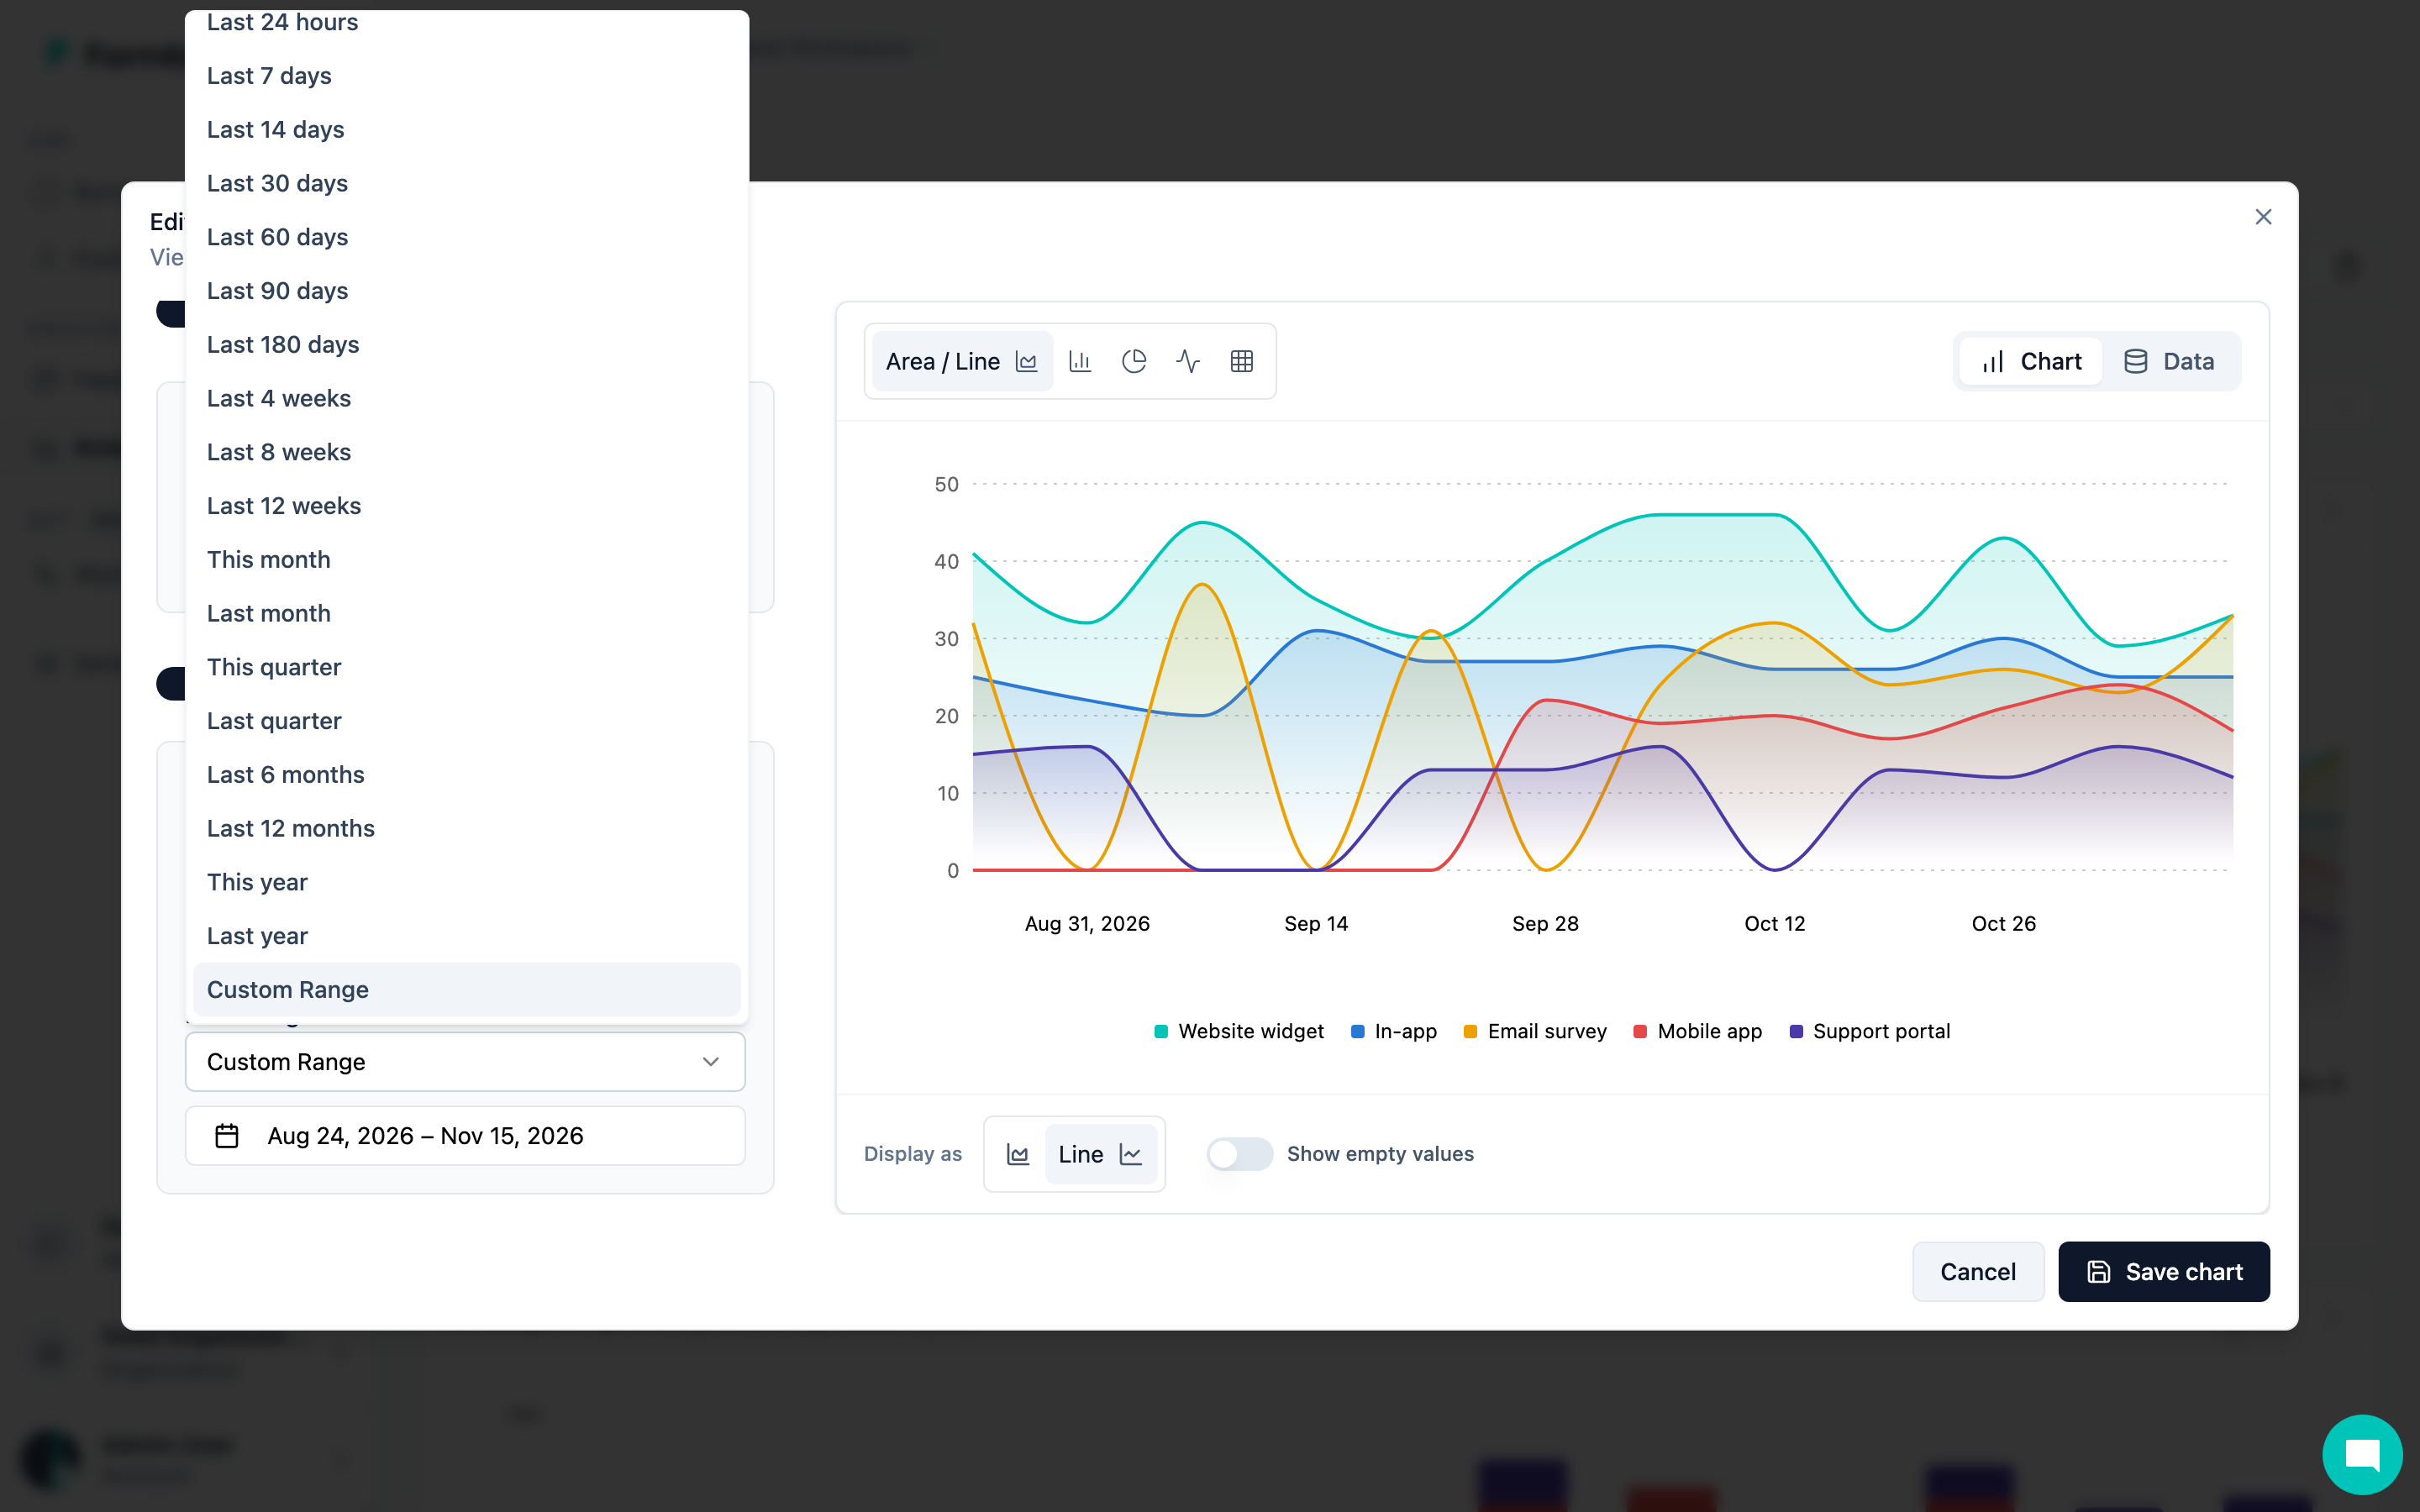 Last 24 hours
Last 7 days
Last 14 days
Last 30 days
Last 60 days
Last 90 days
Last 180 days
Last 4 weeks
Last 8 weeks
Last 12 weeks
This month
Last month
This quarter
Last quarter
Last 6 months
Last 12 months
This year
Last year
Custom Range
Custom Range
Aug 24, 2026 – Nov 15, 2026
Area / Line
Chart
Data
50
40
30
20
10
0
Aug 31, 2026
Sep 14
Sep 28
Oct 12
Oct 26
Website widget
In-app
Email survey
Mobile app
Support portal
Display as
Line
Show empty values
Cancel
Save chart